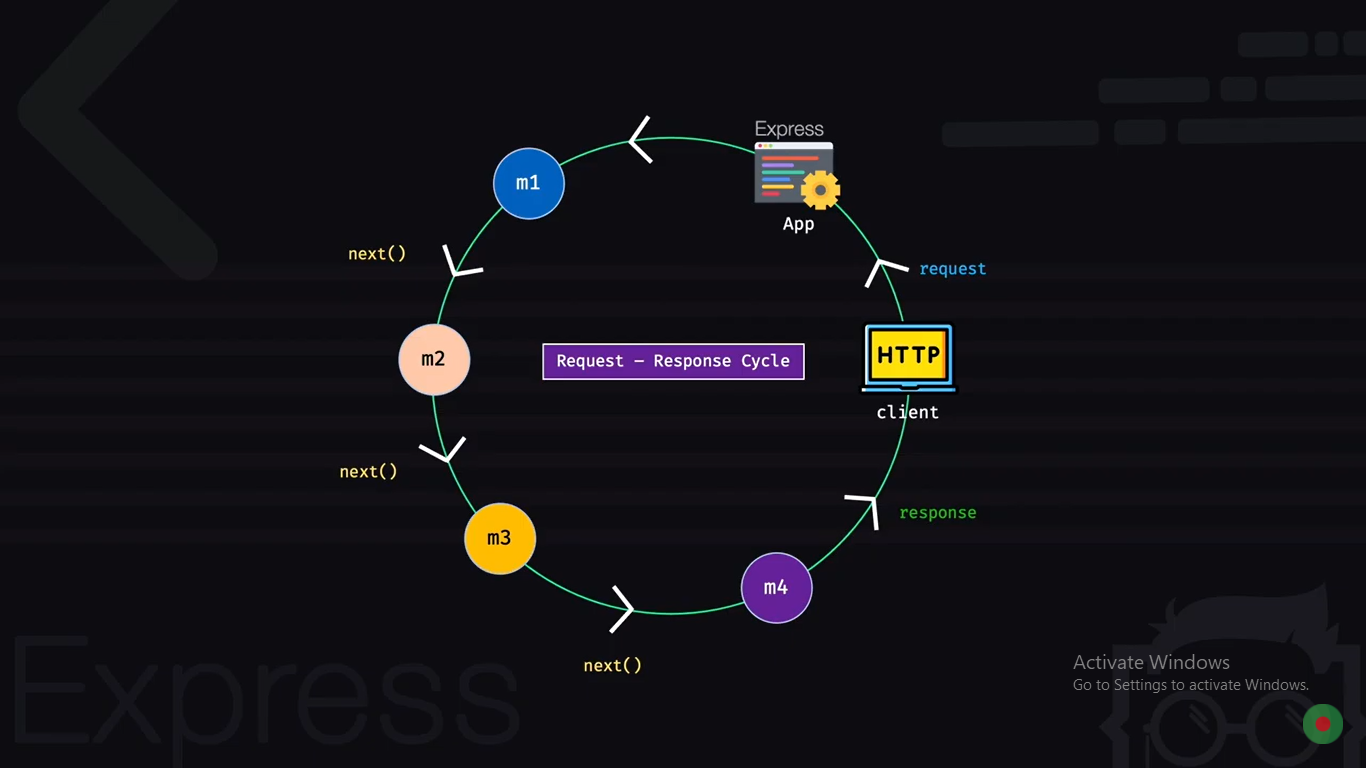 Express
App
m1
next()
request
m2
Request – Response Cycle
HTTP
client
next()
m3
response
m4
next()
Express
Activate Windows
Go to Settings to activate Windows.